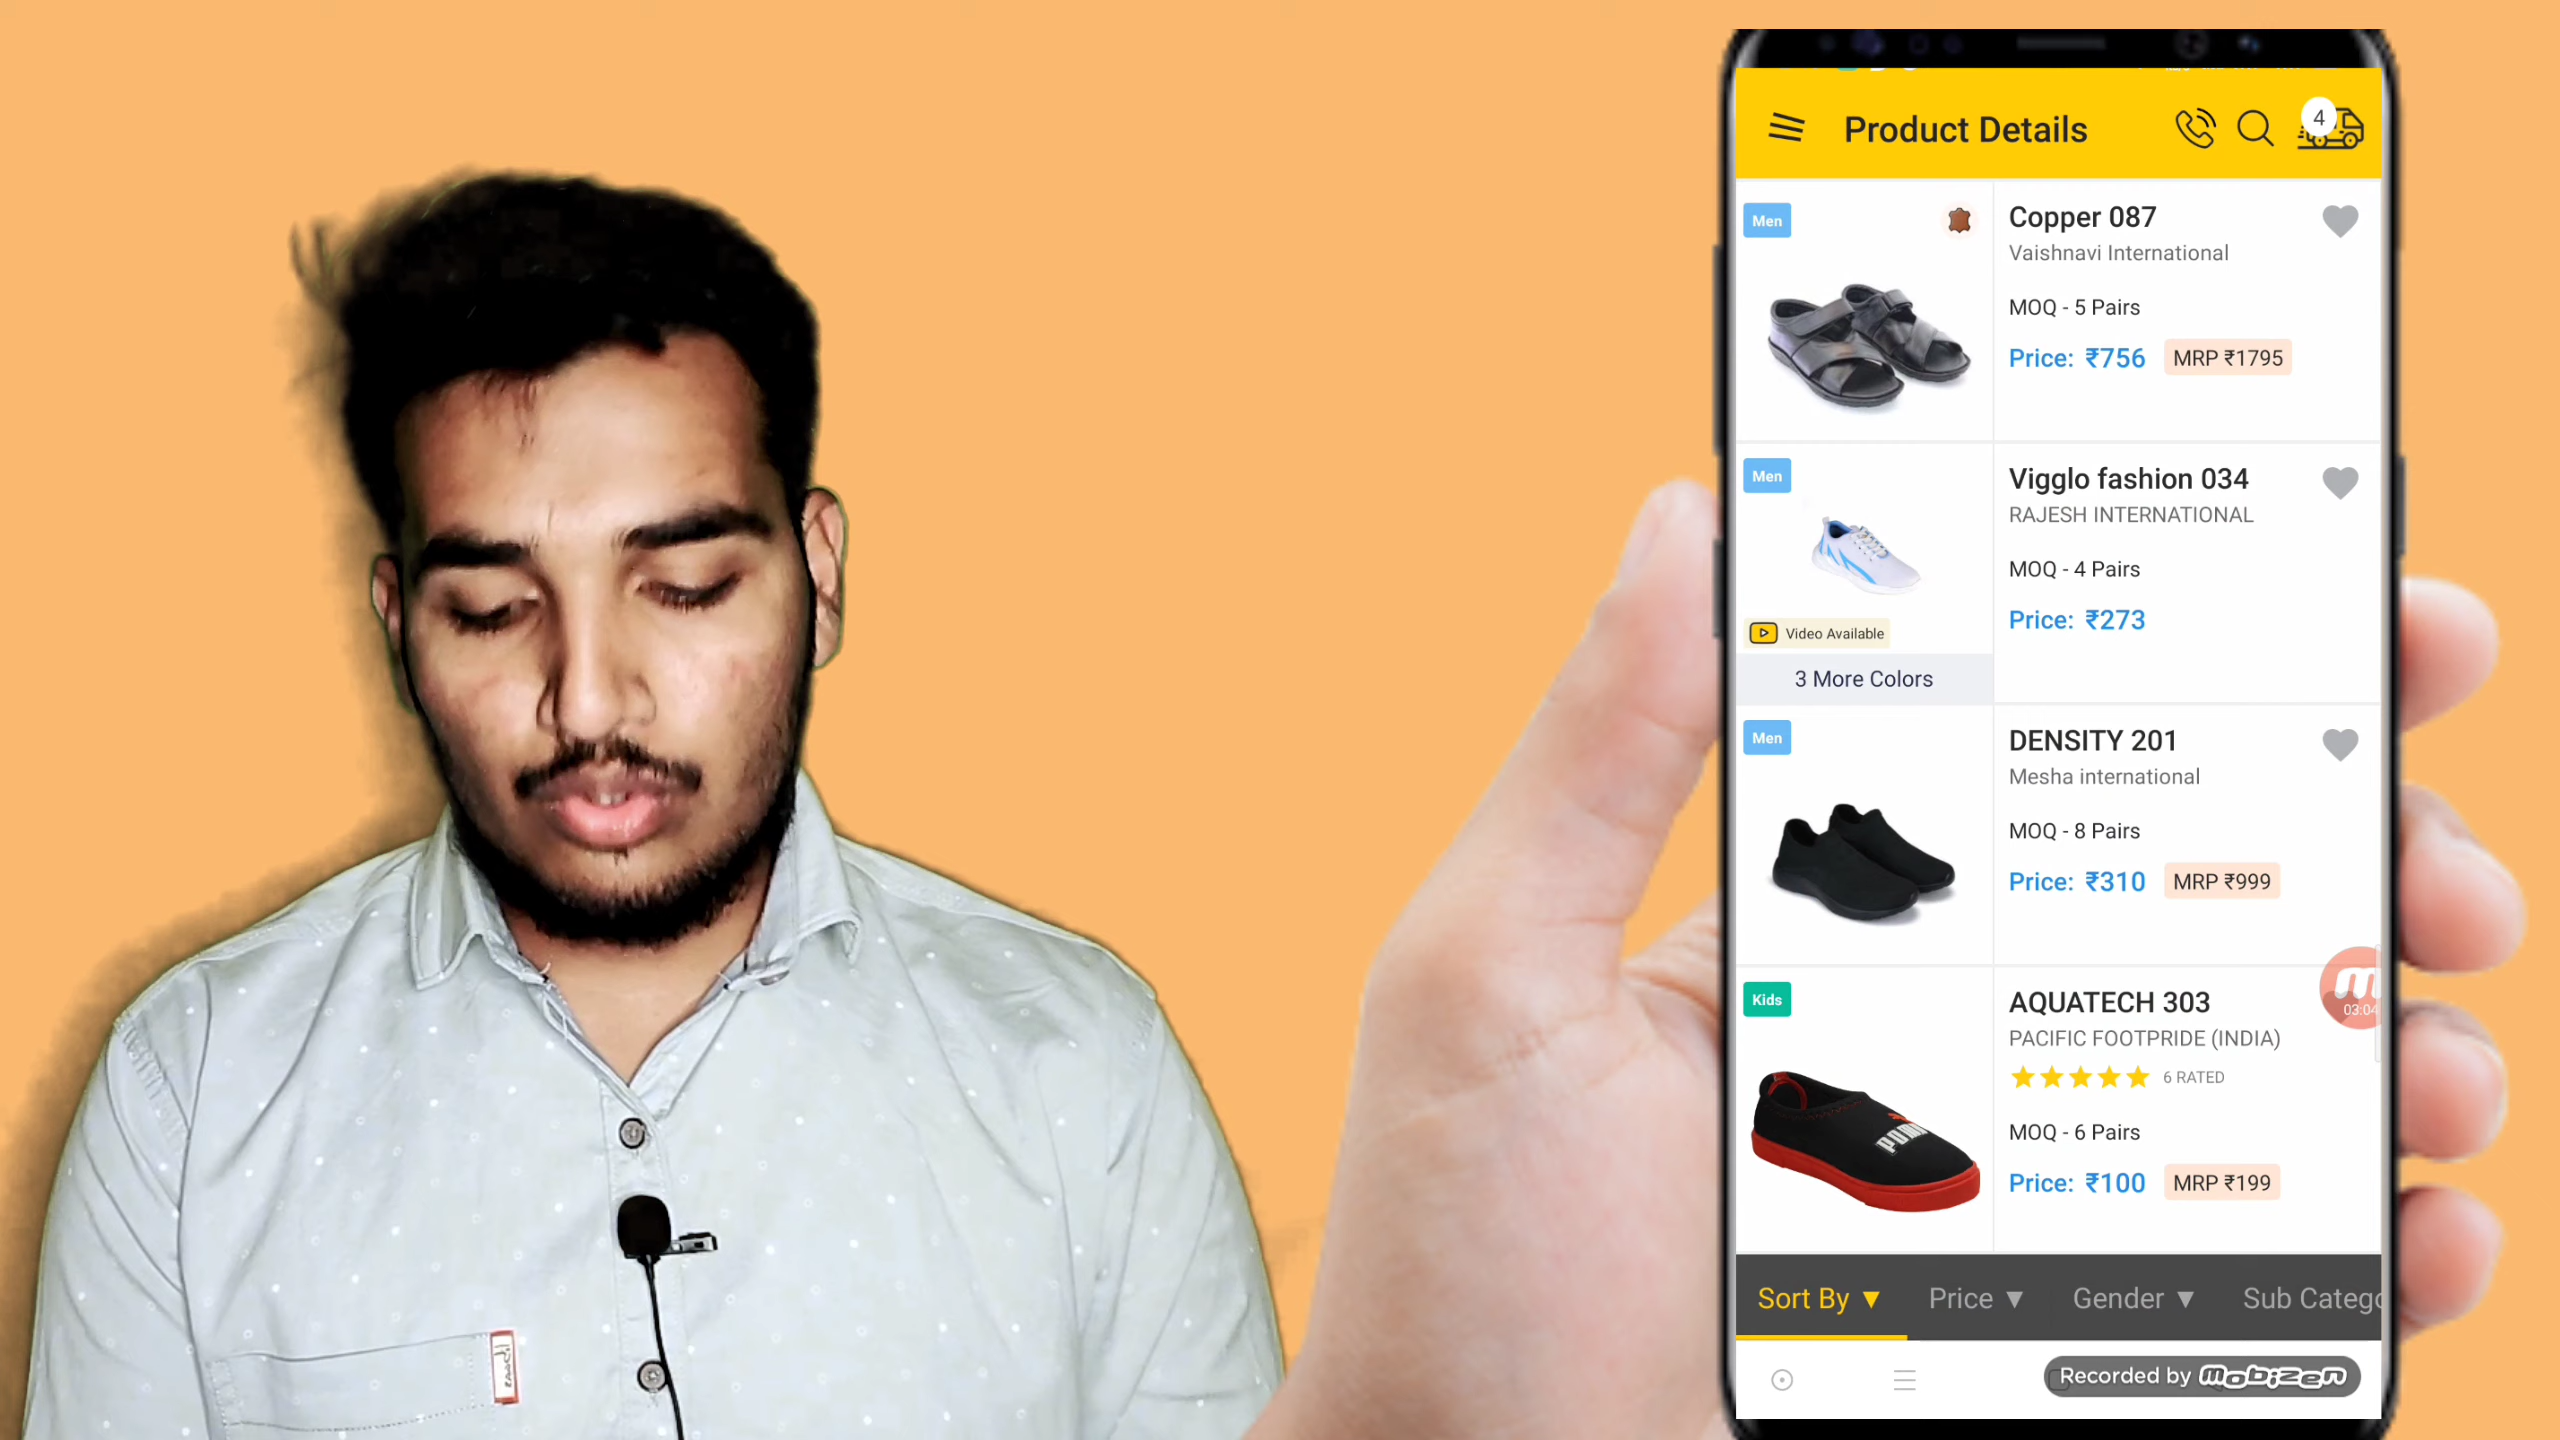 Product Details
4
Men
Copper 087
Vaishnavi International
MOQ - 5 Pairs
Price: ₹756 MRP ₹1795
Men
Vigglo fashion 034
RAJESH INTERNATIONAL
MOQ - 4 Pairs
Price: ₹273
Video Available
3 More Colors
Men
DENSITY 201
Mesha international
MOQ - 8 Pairs
Price: ₹310 MRP ₹999
Kids
AQUATECH 303
PACIFIC FOOTPRIDE (INDIA)
6 RATED
MOQ - 6 Pairs
Price: ₹100 MRP ₹199
03:04
Sort By ▼ Price ▼ Gender ▼ Sub Catego
Recorded by mobizen